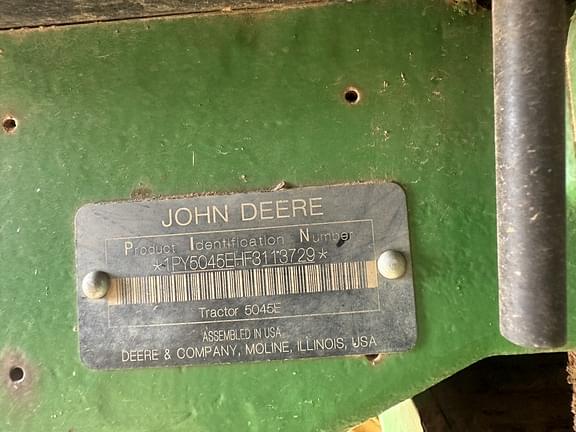 JOHN DEERE
Product Identification Number
*1PY5045EHF3113729*
Tractor 5045E
ASSEMBLED IN USA
DEERE & COMPANY, MOLINE, ILLINOIS, USA